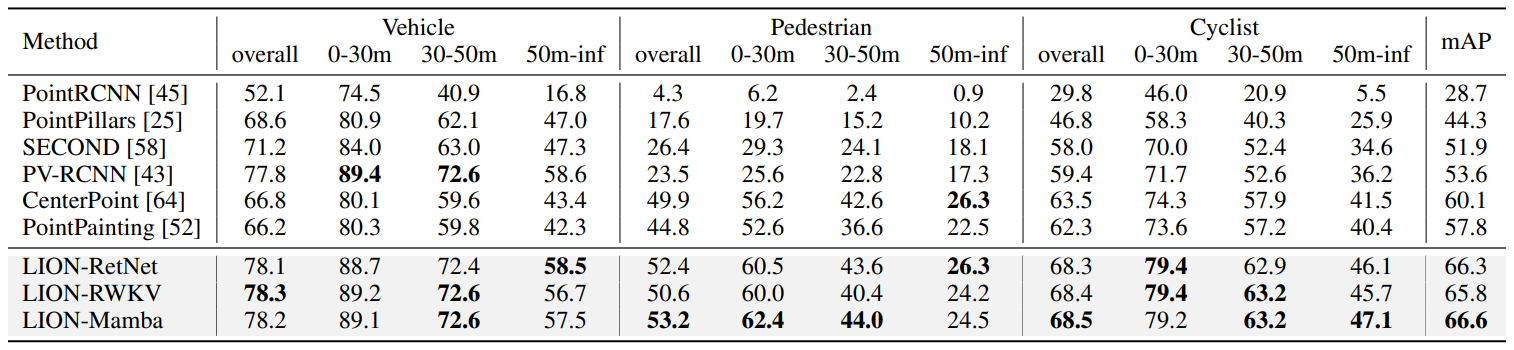 Method Vehicle Pedestrian Cyclist mAP
overall 0-30m 30-50m 50m-inf overall 0-30m 30-50m 50m-inf overall 0-30m 30-50m 50m-inf
PointRCNN [45] 52.1 74.5 40.9 16.8 4.3 6.2 2.4 0.9 29.8 46.0 20.9 5.5 28.7
PointPillars [25] 68.6 80.9 62.1 47.0 17.6 19.7 15.2 10.2 46.8 58.3 40.3 25.9 44.3
SECOND [58] 71.2 84.0 63.0 47.3 26.4 29.3 24.1 18.1 58.0 70.0 52.4 34.6 51.9
PV-RCNN [43] 77.8 89.4 72.6 58.6 23.5 25.6 22.8 17.3 59.4 71.7 52.6 36.2 53.6
CenterPoint [64] 66.8 80.1 59.6 43.4 49.9 56.2 42.6 26.3 63.5 74.3 57.9 41.5 60.1
PointPainting [52] 66.2 80.3 59.8 42.3 44.8 52.6 36.6 22.5 62.3 73.6 57.2 40.4 57.8
LION-RetNet 78.1 88.7 72.4 58.5 52.4 60.5 43.6 26.3 68.3 79.4 62.9 46.1 66.3
LION-RWKV 78.3 89.2 72.6 56.7 50.6 60.0 40.4 24.2 68.4 79.4 63.2 45.7 65.8
LION-Mamba 78.2 89.1 72.6 57.5 53.2 62.4 44.0 24.5 68.5 79.2 63.2 47.1 66.6